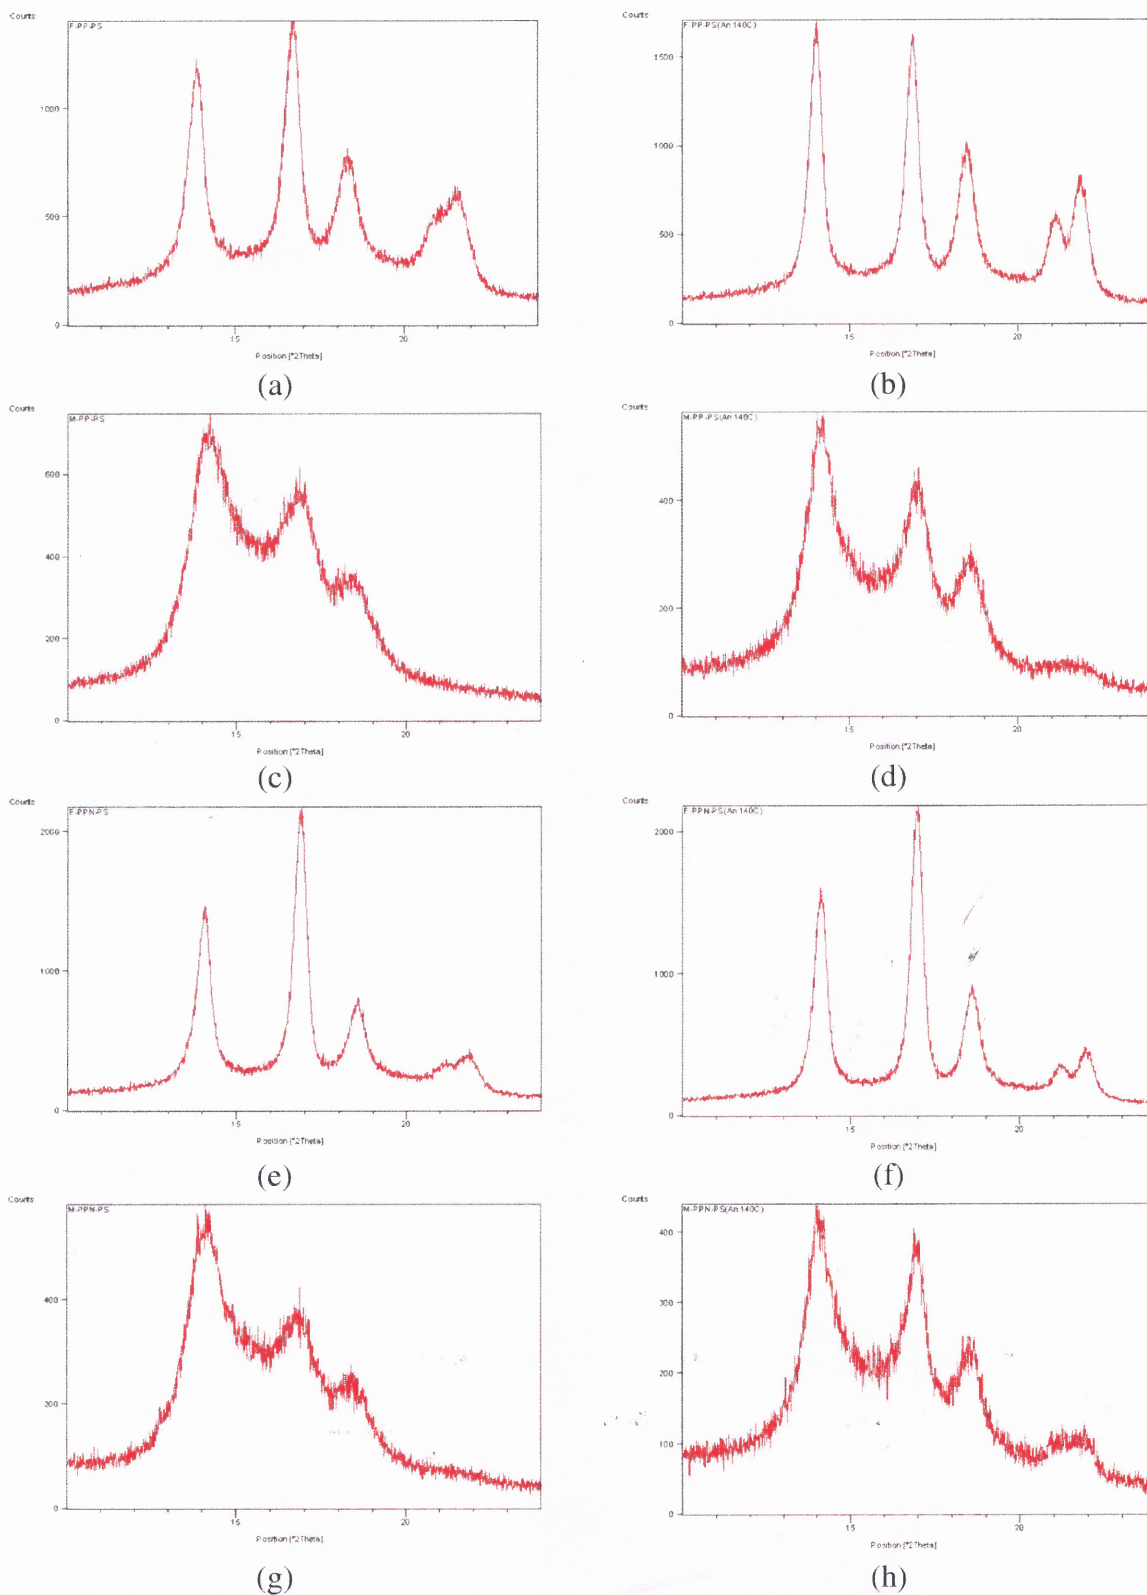 Counts
F-PP-PS
1000
500
0
15
20
Position [°2Theta]
(a)
Counts
F-PP-PS(An 140C)
1500
1000
500
0
15
20
Position [°2Theta]
(b)
Counts
M-PP-PS
600
400
200
0
15
20
Position [°2Theta]
(c)
Counts
M-PP-PS(An 140C)
400
200
0
15
20
Position [°2Theta]
(d)
Counts
F-PPN-PS
2000
1000
0
15
20
Position [°2Theta]
(e)
Counts
F-PPN-PS(An 140C)
2000
1000
0
15
20
Position [°2Theta]
(f)
Counts
M-PPN-PS
400
200
0
15
20
Position [°2Theta]
(g)
Counts
M-PPN-PS(An 140C)
400
300
200
100
0
15
20
Position [°2Theta]
(h)